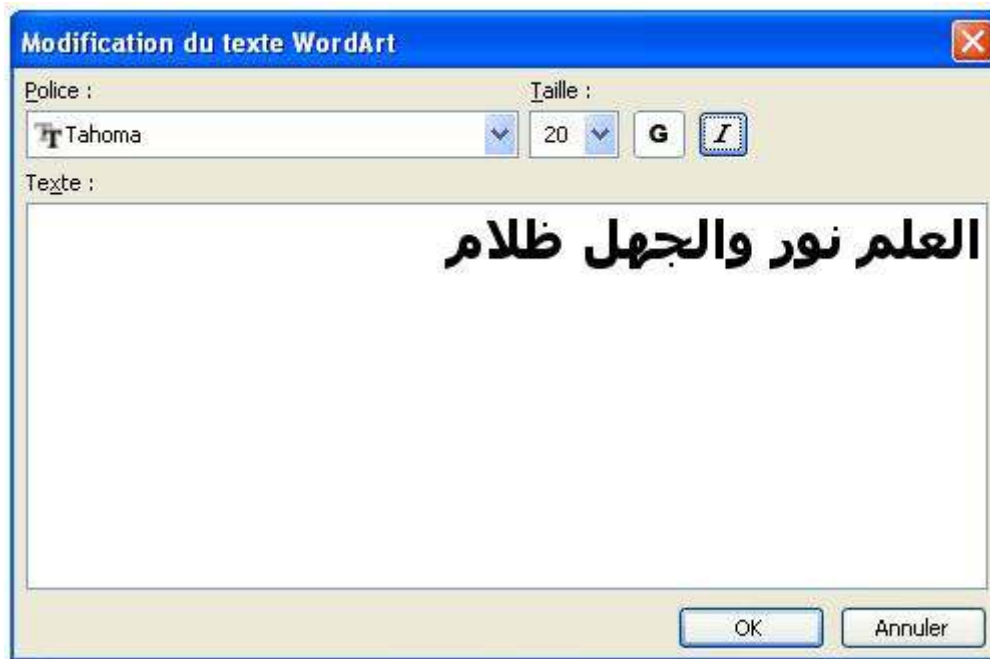 Modification du texte WordArt
Police : Taille :
Tahoma 20 G I
Texte :
العلم نور والجهل ظلام
OK Annuler